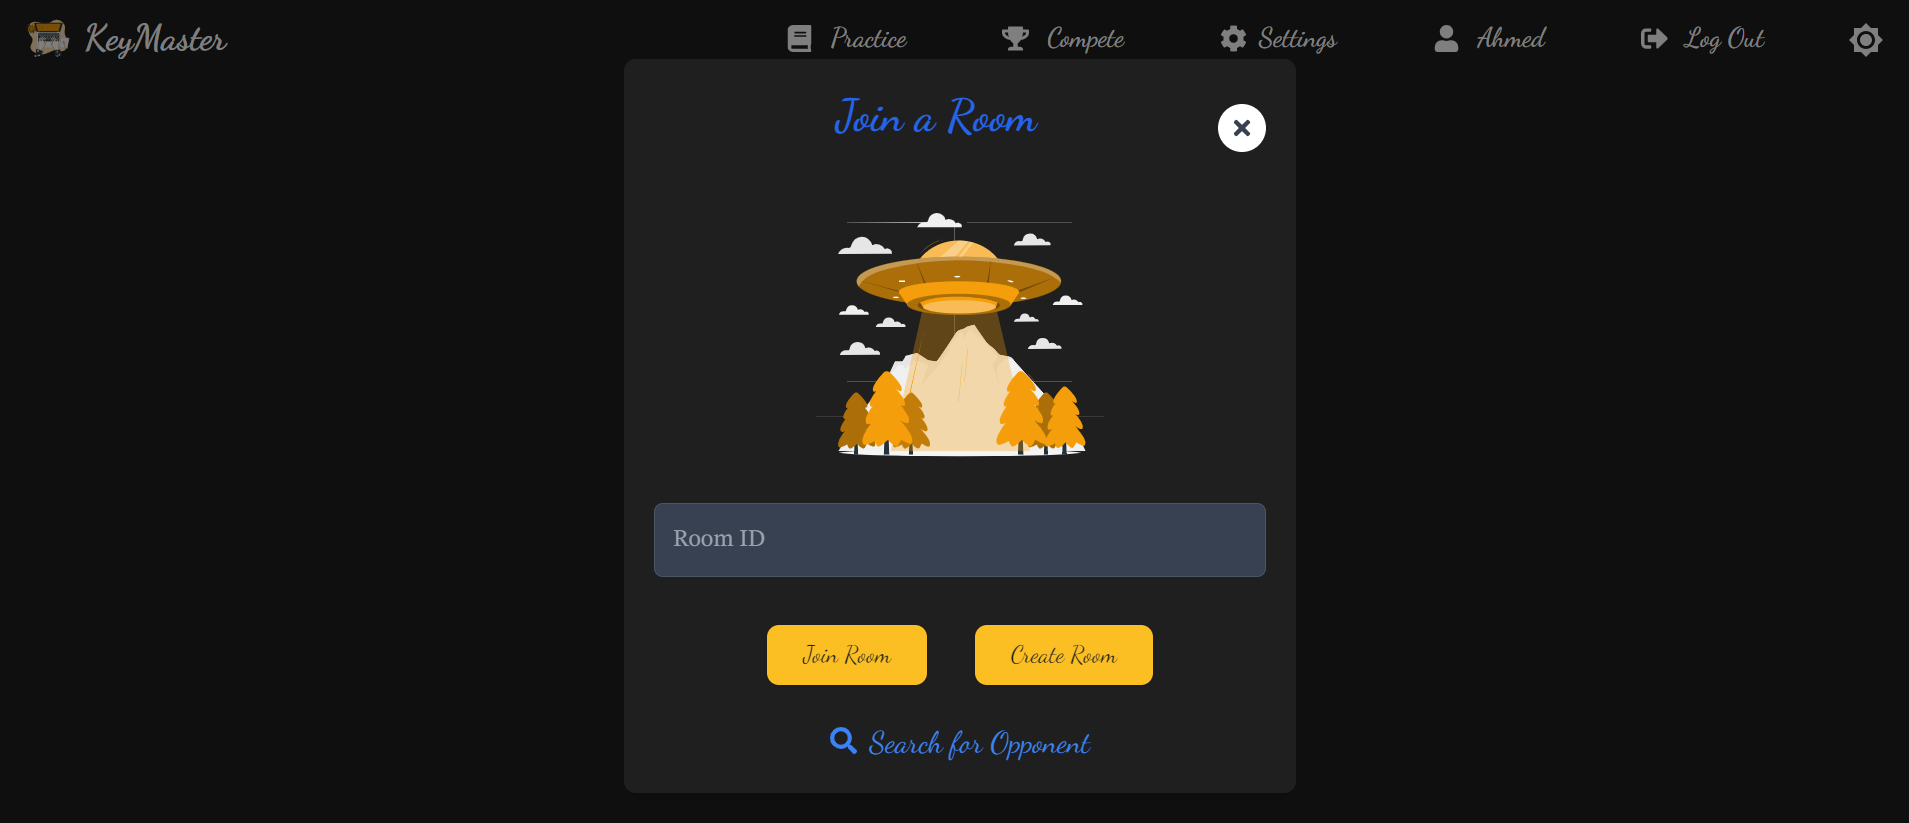 KeyMaster
Practice
Compete
Settings
Ahmed
Log Out
Join a Room
Room ID
Join Room
Create Room
Search for Opponent